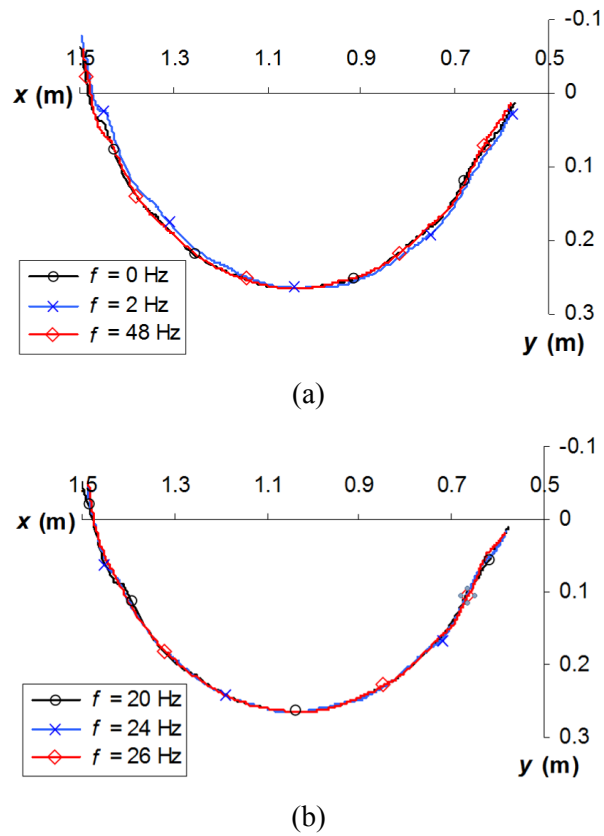 -0.1
1.5 1.3 1.1 0.9 0.7 0.5
x (m) 0
0.1
0.2
f = 0 Hz
f = 2 Hz
f = 48 Hz
0.3
y (m)
(a)
-0.1
1.5 1.3 1.1 0.9 0.7 0.5
x (m) 0
0.1
0.2
f = 20 Hz
f = 24 Hz
f = 26 Hz
0.3
y (m)
(b)